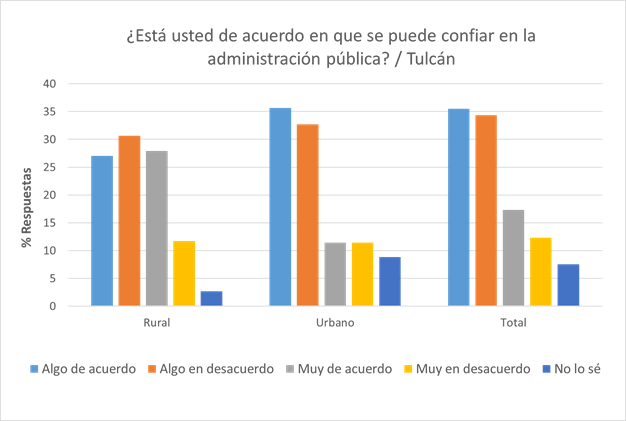 ¿Está usted de acuerdo en que se puede confiar en la
administración pública? / Tulcán
% Respuestas
40
35
30
25
20
15
10
5
0
Rural Urbano Total
Algo de acuerdo Algo en desacuerdo Muy de acuerdo Muy en desacuerdo No lo sé